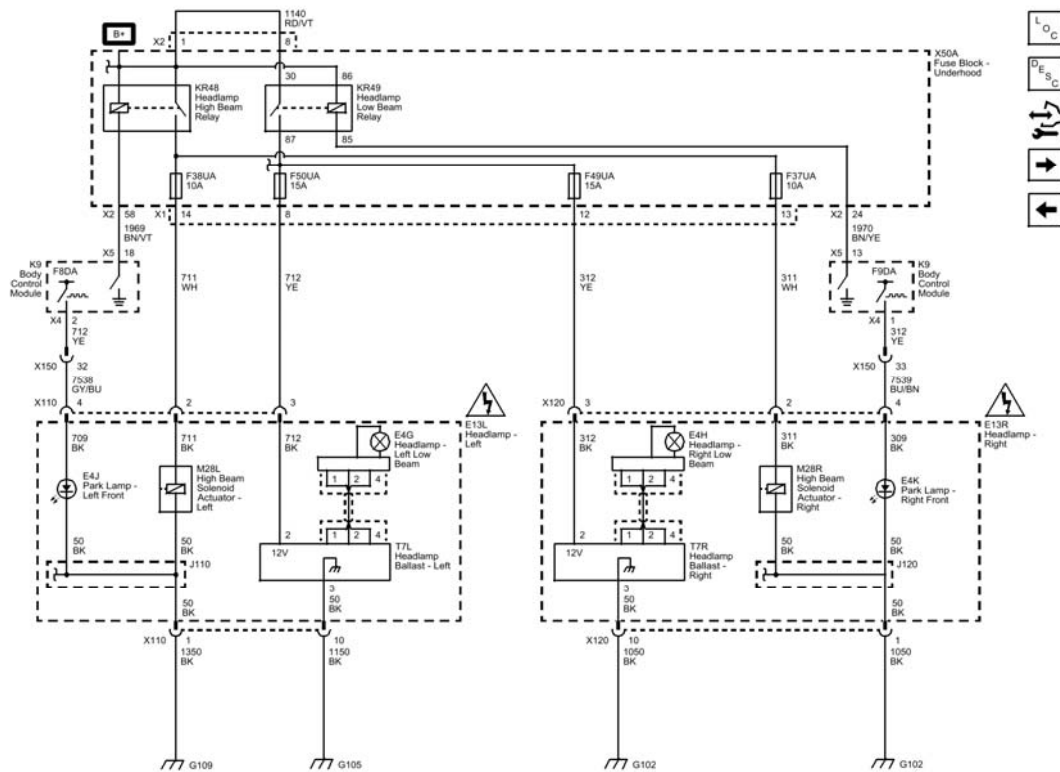 1140
RD/VT
B+
X2 1 8
X50A
Fuse Block -
Underhood
LOC
DESC
30 86
KR48
Headlamp
High Beam
Relay
KR49
Headlamp
Low Beam
Relay
87 85
F38UA
10A
F50UA
15A
F49UA
15A
F37UA
10A
X2 58 X1 14 8 12 13 X2 24
1969
BN/VT
1970
BN/YE
X5 18
X5 13
K9
Body
Control
Module
F8DA
711
WH
712
YE
312
YE
311
WH
F9DA
K9
Body
Control
Module
X4 2
712
YE
X4 1
312
YE
X150 32
X150 33
7538
GY/BU
7539
BU/BN
X110 4 2 3
X120 3 2 4
E13L
Headlamp -
Left
E13R
Headlamp -
Right
709
BK
711
BK
712
BK
E4G
Headlamp -
Left Low
Beam
312
BK
E4H
Headlamp -
Right Low
Beam
311
BK
309
BK
E4J
Park Lamp -
Left Front
M28L
High Beam
Solenoid
Actuator -
Left
1 2 4
1 2 4
M28R
High Beam
Solenoid
Actuator -
Right
E4K
Park Lamp -
Right Front
50
BK
50
BK
2 1 2 4
12V
T7L
Headlamp
Ballast - Left
2 1 2 4
12V
T7R
Headlamp
Ballast -
Right
50
BK
50
BK
J110
J120
50
BK
3
50
BK
3
50
BK
50
BK
X110 1 10
X120 10 1
1350
BK
1150
BK
1050
BK
1050
BK
G109
G105
G102
G102